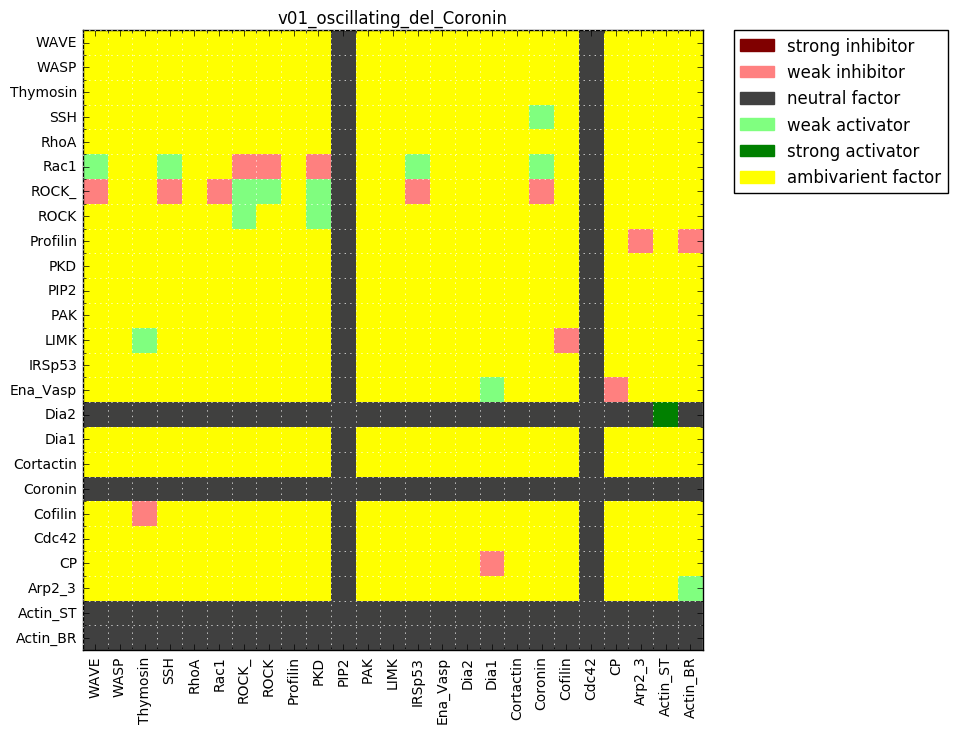 v01_oscillating_del_Coronin
WAVE
WASP
Thymosin
SSH
RhoA
Rac1
ROCK_
ROCK
Profilin
PKD
PIP2
PAK
LIMK
IRSp53
Ena_Vasp
Dia2
Dia1
Cortactin
Coronin
Cofilin
Cdc42
CP
Arp2_3
Actin_ST
Actin_BR
WAVE
WASP
Thymosin
SSH
RhoA
Rac1
ROCK_
ROCK
Profilin
PKD
PIP2
PAK
LIMK
IRSp53
Ena_Vasp
Dia2
Dia1
Cortactin
Coronin
Cofilin
Cdc42
CP
Arp2_3
Actin_ST
Actin_BR
strong inhibitor
weak inhibitor
neutral factor
weak activator
strong activator
ambivarient factor